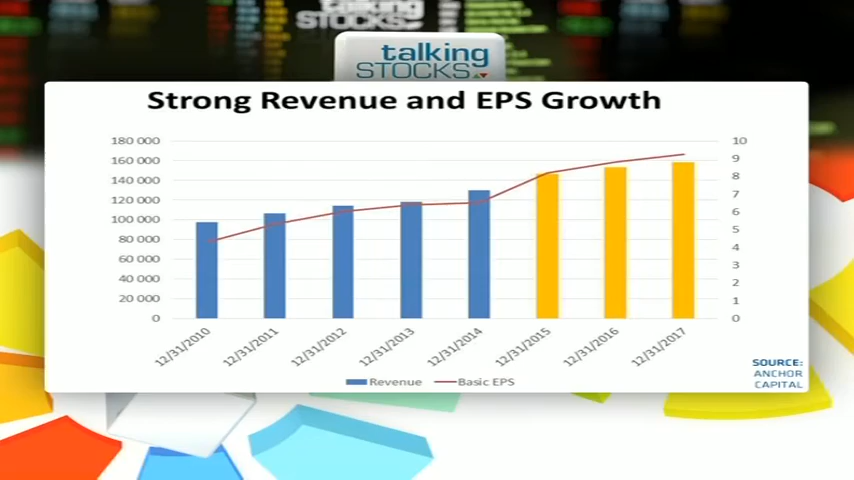 talking
STOCKS
talking
STOCKS
Strong Revenue and EPS Growth
180 000
160 000
140 000
120 000
100 000
80 000
60 000
40 000
20 000
0
10
9
8
7
6
5
4
3
2
1
0
12/31/2010
12/31/2011
12/31/2012
12/31/2013
12/31/2014
12/31/2015
12/31/2016
12/31/2017
Revenue
Basic EPS
SOURCE:
ANCHOR
CAPITAL